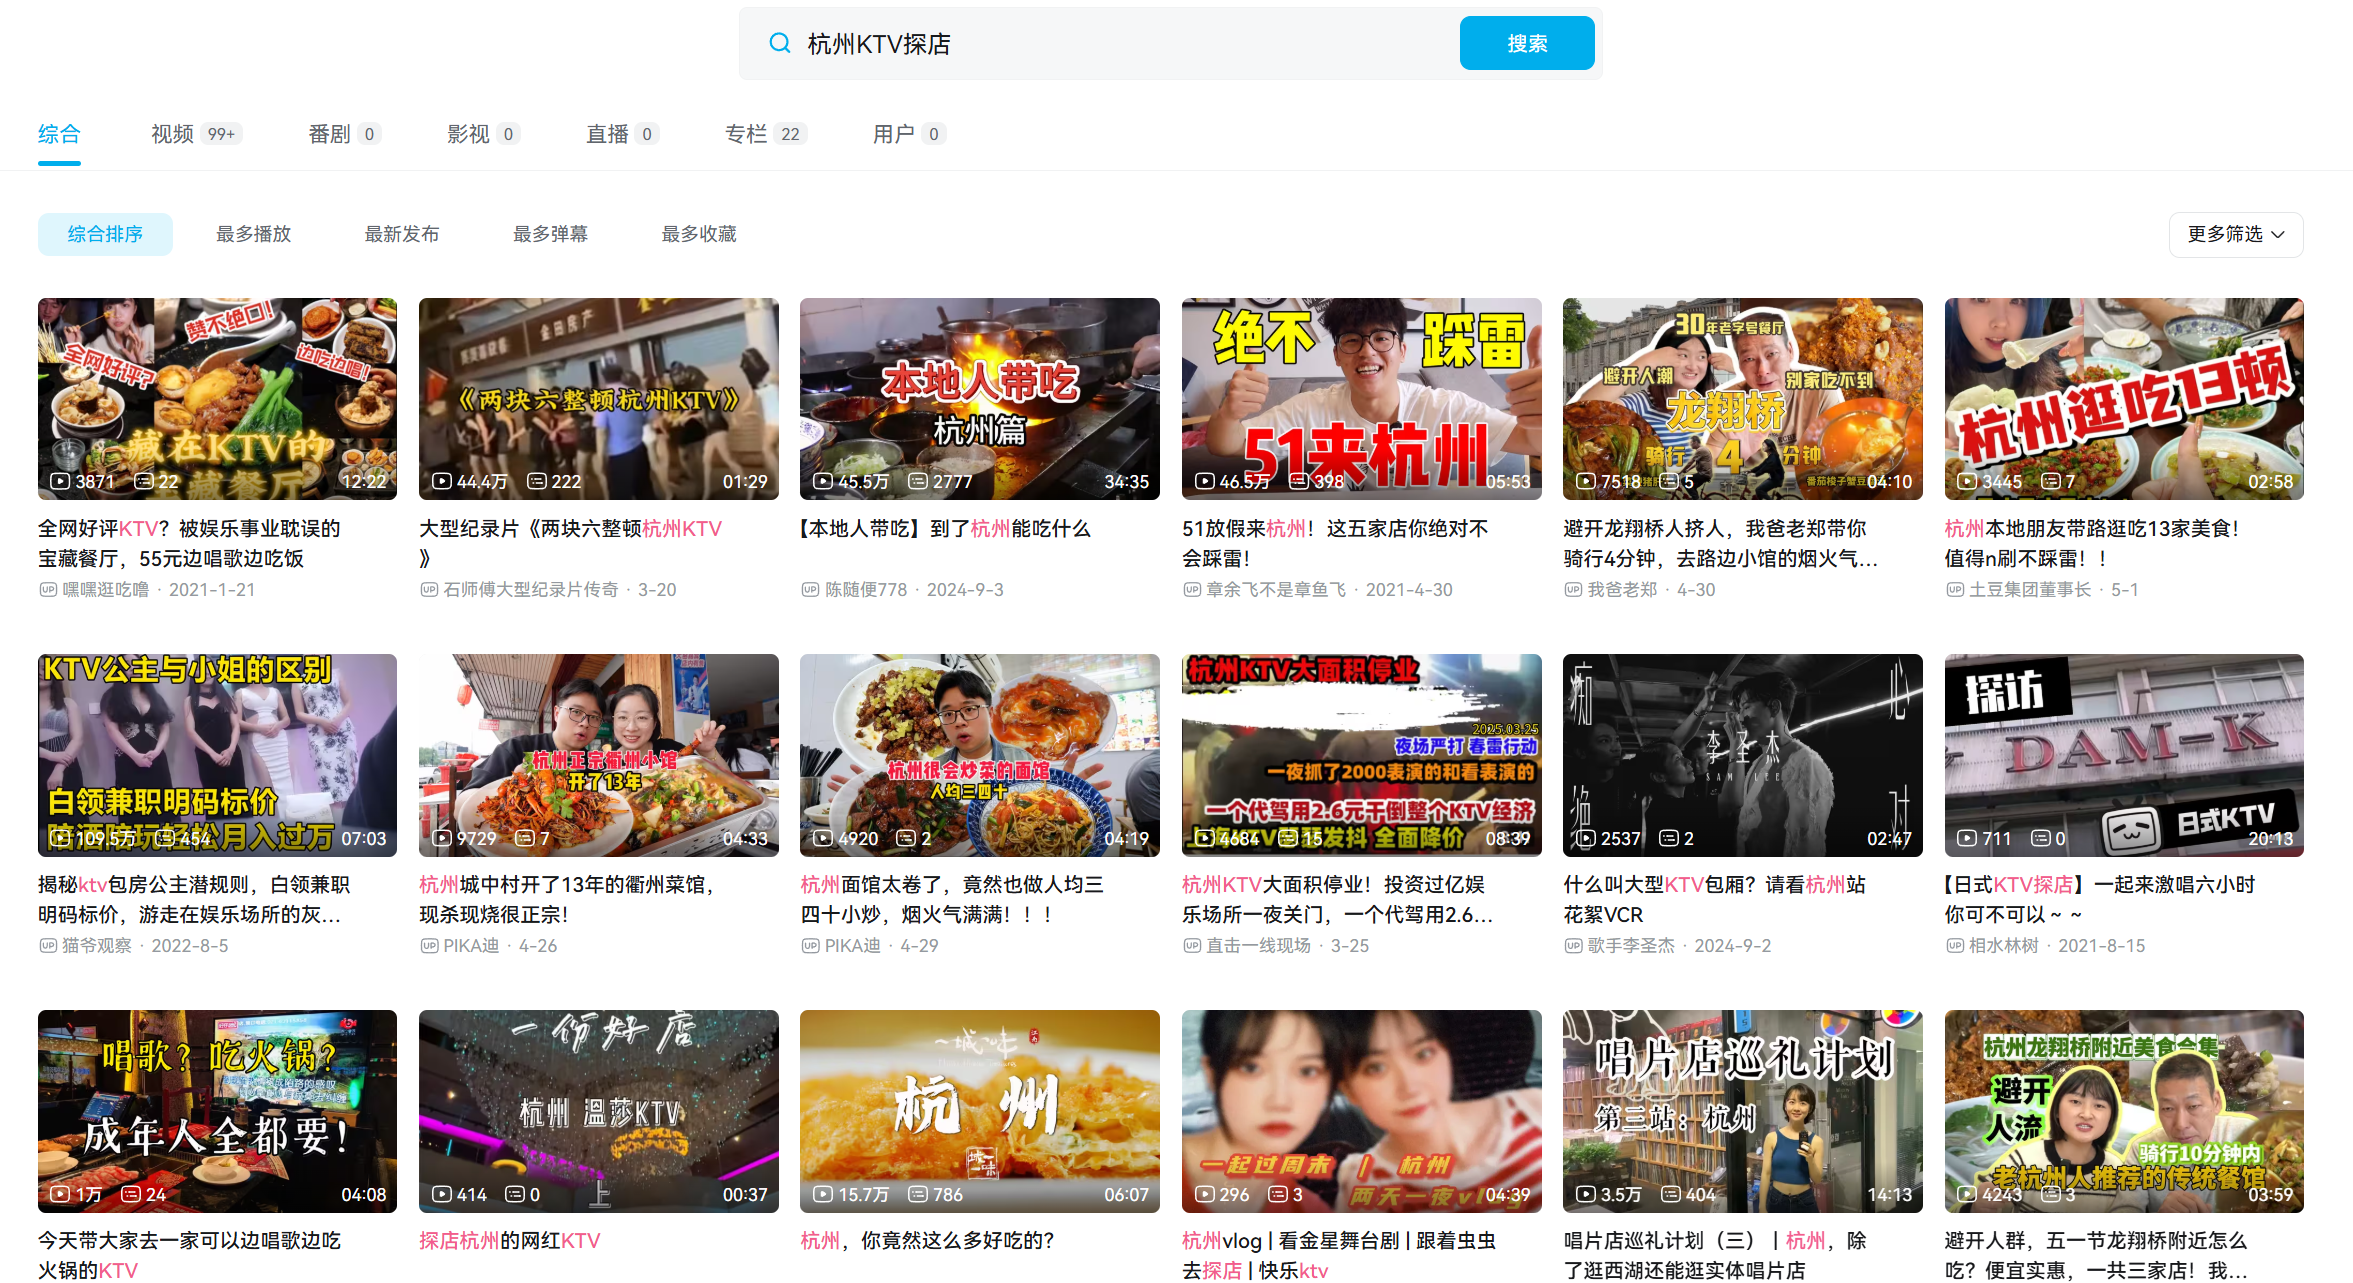 杭州KTV探店
搜索
综合
视频 99+
番剧 0
影视 0
直播 0
专栏 22
用户 0
综合排序
最多播放
最新发布
最多弹幕
最多收藏
更多筛选
全网好评?
赞不绝口!
边吃边唱!
藏在KTV的
3871 22 12:22
全网好评KTV？被娱乐事业耽误的
宝藏餐厅，55元边唱歌边吃饭
嘿嘿逛吃噜 · 2021-1-21
《两块六整顿杭州KTV》
44.4万 222 01:29
大型纪录片《两块六整顿杭州KTV
》
石师傅大型纪录片传奇 · 3-20
本地人带吃
杭州篇
45.5万 2777 34:35
【本地人带吃】到了杭州能吃什么
陈随便778 · 2024-9-3
绝不 踩雷
51来杭州
46.5万 398 05:53
51放假来杭州！这五家店你绝对不
会踩雷！
章余飞不是章鱼飞 · 2021-4-30
30年老字号餐厅
避开人潮
别家吃不到
龙翔桥
骑行4分钟
7518 5 04:10
避开龙翔桥人挤人，我爸老郑带你
骑行4分钟，去路边小馆的烟火气...
我爸老郑 · 4-30
杭州逛吃13顿
3445 7 02:58
杭州本地朋友带路逛吃13家美食！
值得n刷不踩雷！！
土豆集团董事长 · 5-1
KTV公主与小姐的区别
白领兼职明码标价
陪酒陪玩轻松月入过万
109.5万 454 07:03
揭秘ktv包房公主潜规则，白领兼职
明码标价，游走在娱乐场所的灰...
猫爷观察 · 2022-8-5
杭州正宗衢州小馆
开了13年
9729 7 04:33
杭州城中村开了13年的衢州菜馆，
现杀现烧很正宗！
PIKA迪 · 4-26
杭州很会炒菜的面馆
人均三四十
4920 2 04:19
杭州面馆太卷了，竟然也做人均三
四十小炒，烟火气满满！！！
PIKA迪 · 4-29
杭州KTV大面积停业
2025.03.25
夜场严打 春雷行动
一夜抓了2000表演的和看表演的
一个代驾用2.6元干倒整个KTV经济
4684 15 08:39
杭州KTV大面积停业！投资过亿娱
乐场所一夜关门，一个代驾用2.6...
直击一线现场 · 3-25
痴心绝对
李圣杰
SAM LEE
2537 2 02:47
什么叫大型KTV包厢？请看杭州站
花絮VCR
歌手李圣杰 · 2024-9-2
探访
DAM-K
日式KTV
711 0 20:13
【日式KTV探店】一起来激唱六小时
你可不可以～～
相水林树 · 2021-8-15
唱歌？吃火锅？
成年人全都要！
1万 24 04:08
今天带大家去一家可以边唱歌边吃
火锅的KTV
一份好店
杭州 温莎KTV
上
414 0 00:37
探店杭州的网红KTV
一城一味
杭州
15.7万 786 06:07
杭州，你竟然这么多好吃的？
一起过周末 | 杭州
两天一夜vl
296 3 04:39
杭州vlog | 看金星舞台剧 | 跟着虫虫
去探店 | 快乐ktv
唱片店巡礼计划
第三站：杭州
3.5万 404 14:13
唱片店巡礼计划（三）丨杭州，除
了逛西湖还能逛实体唱片店
杭州龙翔桥附近美食合集
避开
人流
骑行10分钟内
老杭州人推荐的传统餐馆
4243 3 03:59
避开人群，五一节龙翔桥附近怎么
吃？便宜实惠，一共三家店！我...